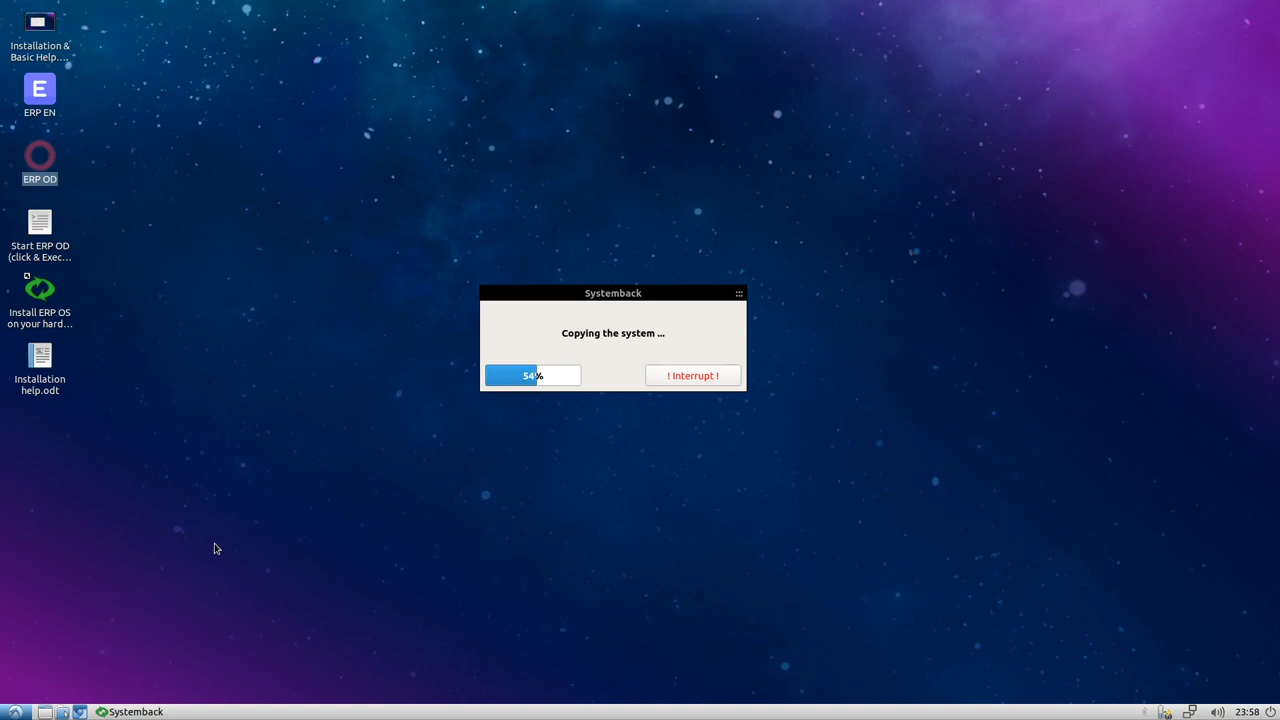 Installation &
Basic Help....
E
ERP EN
ERP OD
Start ERP OD
(click & Exec...
Install ERP OS
on your hard...
Installation
help.odt
Systemback
Copying the system ...
54%
! Interrupt !
Systemback
23:58